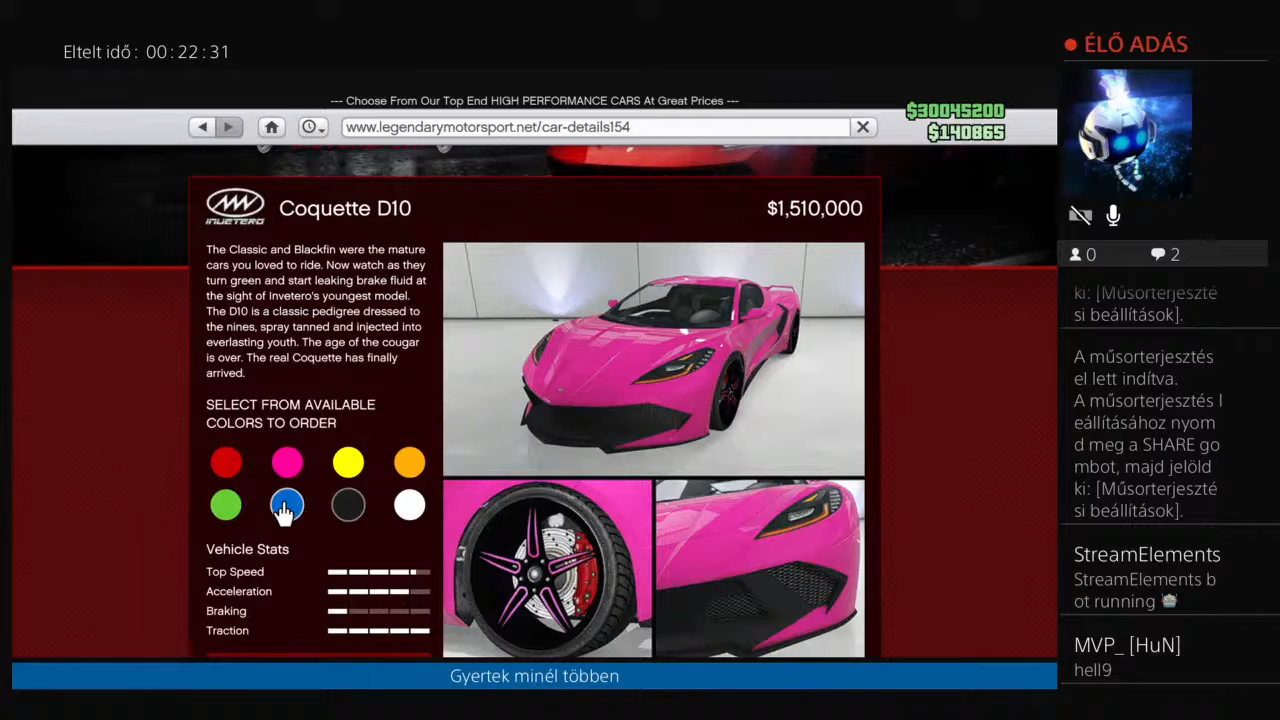 Eltelt idő: 00:22:31
ÉLŐ ADÁS
--- Choose From Our Top End HIGH PERFORMANCE CARS At Great Prices ---
www.legendarymotorsport.net/car-details154
$30045200
$140865
INVETERO
Coquette D10
$1,510,000
The Classic and Blackfin were the mature
cars you loved to ride. Now watch as they
turn green and start leaking brake fluid at
the sight of Invetero's youngest model.
The D10 is a classic pedigree dressed to
the nines, spray tanned and injected into
everlasting youth. The age of the cougar
is over. The real Coquette has finally
arrived.
SELECT FROM AVAILABLE
COLORS TO ORDER
Vehicle Stats
Top Speed
Acceleration
Braking
Traction
Gyertek minél többen
0
2
ki: [Műsorterjeszté
si beállítások].
A műsorterjesztés
el lett indítva.
A műsorterjesztés l
eállításához nyom
d meg a SHARE go
mbot, majd jelöld
ki: [Műsorterjeszté
si beállítások].
StreamElements
StreamElements b
ot running
MVP_ [HuN]
hell9